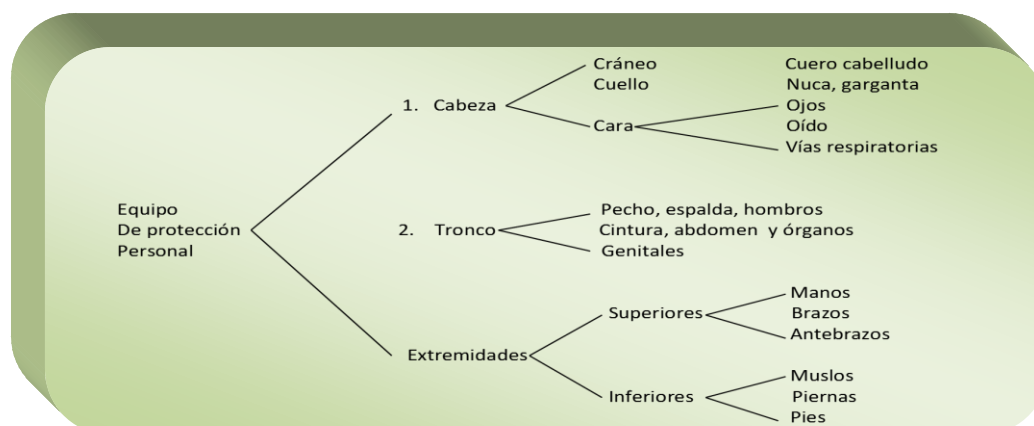 Cráneo
Cuero cabelludo
Cuello
Nuca, garganta
1. Cabeza
Ojos
Cara
Oído
Vías respiratorias
Equipo
De protección
Personal
2. Tronco
Pecho, espalda, hombros
Cintura, abdomen y órganos
Genitales
Extremidades
Superiores
Manos
Brazos
Antebrazos
Inferiores
Muslos
Piernas
Pies